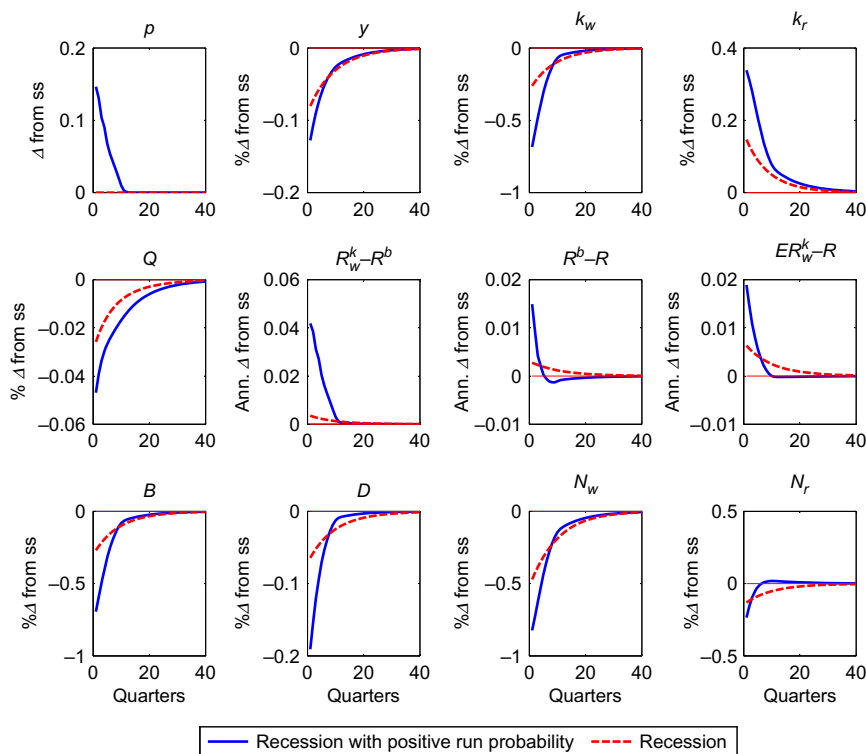 p
y
k_w
k_r
Δ from ss
0.2
0.1
0
0 20 40
%Δ from ss
0
–0.1
–0.2
0 20 40
%Δ from ss
0
–0.5
–1
0 20 40
%Δ from ss
0.4
0.2
0
0 20 40
Q
R^k_w–R^b
R^b–R
ER^k_w–R
% Δ from ss
0
–0.02
–0.04
–0.06
0 20 40
Ann. Δ from ss
0.06
0.04
0.02
0
0 20 40
Ann. Δ from ss
0.02
0.01
0
–0.01
0 20 40
Ann. Δ from ss
0.02
0.01
0
–0.01
0 20 40
B
D
N_w
N_r
%Δ from ss
0
–0.5
–1
0 20 40
Quarters
%Δ from ss
0
–0.1
–0.2
0 20 40
Quarters
%Δ from ss
0
–0.5
–1
0 20 40
Quarters
%Δ from ss
0.5
0
–0.5
0 20 40
Quarters
Recession with positive run probability
Recession